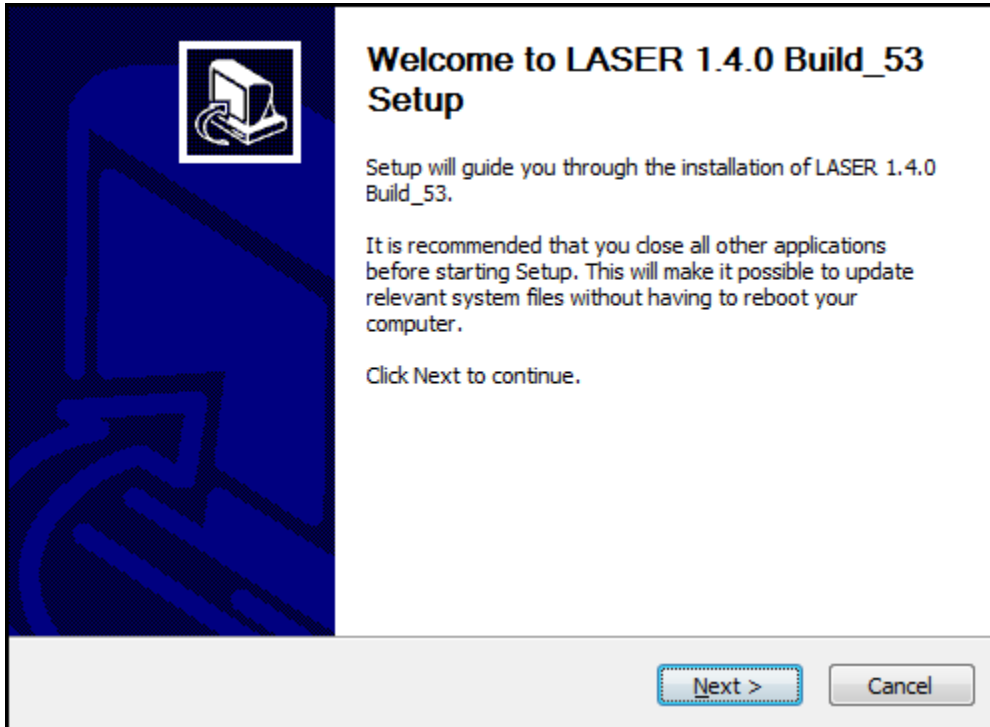 Welcome to LASER 1.4.0 Build_53
Setup
Setup will guide you through the installation of LASER 1.4.0
Build_53.
It is recommended that you close all other applications
before starting Setup. This will make it possible to update
relevant system files without having to reboot your
computer.
Click Next to continue.
Next >
Cancel